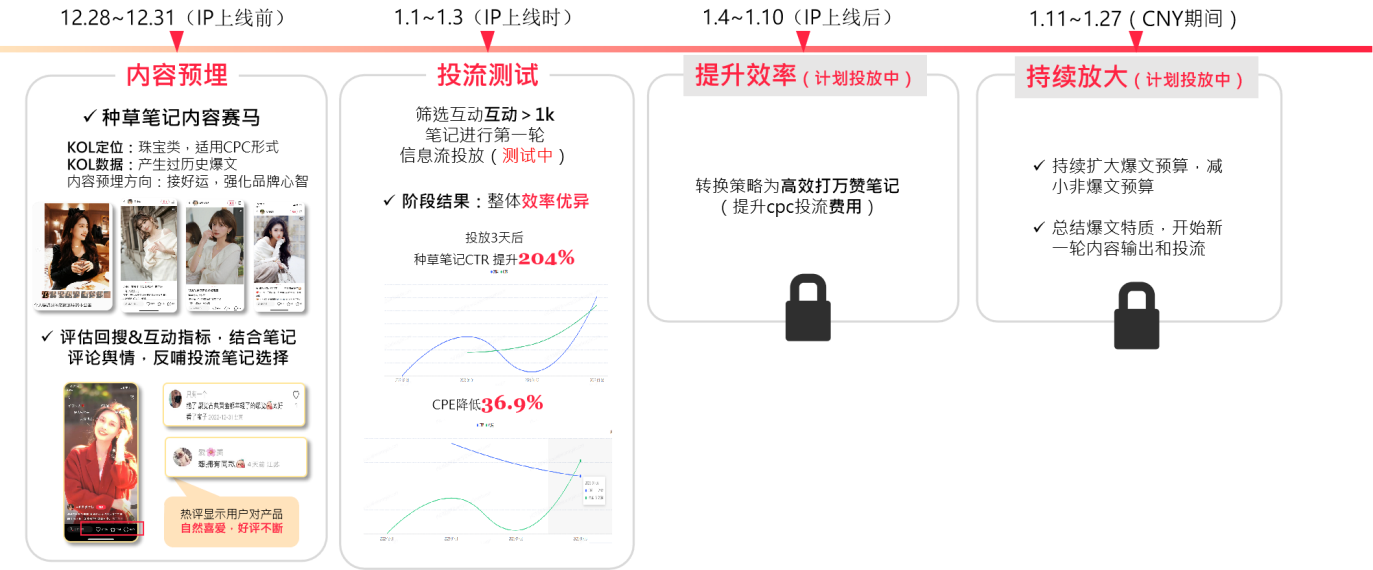 12.28~12.31（IP上线前）
1.1~1.3（IP上线时）
1.4~1.10（IP上线后）
1.11~1.27（CNY期间）
内容预埋
✓ 种草笔记内容赛马
KOL定位：珠宝类，适用CPC形式
KOL数据：产生过历史爆文
内容预埋方向：接好运，强化品牌心智
✓ 评估回搜&互动指标，结合笔记
评论舆情，反哺投流笔记选择
热评显示用户对产品
自然喜爱，好评不断
投流测试
筛选互动互动＞1k
笔记进行第一轮
信息流投放（测试中）
✓ 阶段结果：整体效率优异
投放3天后
种草笔记CTR 提升204%
CPE降低36.9%
提升效率（计划投放中）
转换策略为高效打万赞笔记
（提升cpc投流费用）
持续放大（计划投放中）
✓ 持续扩大爆文预算，减
小非爆文预算
✓ 总结爆文特质，开始新
一轮内容输出和投流